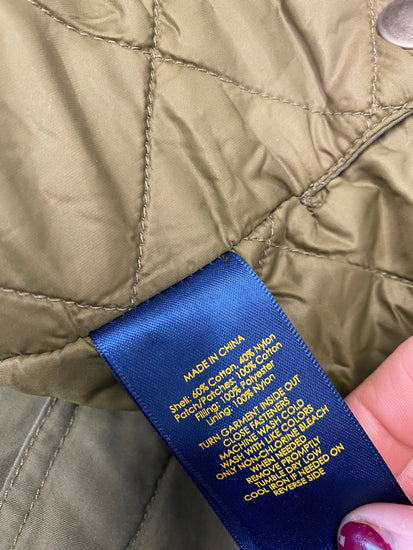 MADE IN CHINA
Shell: 60% Cotton, 40% Nylon
Patch/Patches: 100% Cotton
Filling: 100% Polyester
Lining: 100% Nylon
TURN GARMENT INSIDE OUT
CLOSE FASTENERS
MACHINE WASH COLD
WASH WITH LIKE COLORS
ONLY NON-CHLORINE BLEACH
WHEN NEEDED
REMOVE PROMPTLY
TUMBLE DRY LOW
COOL IRON IF NEEDED ON
REVERSE SIDE